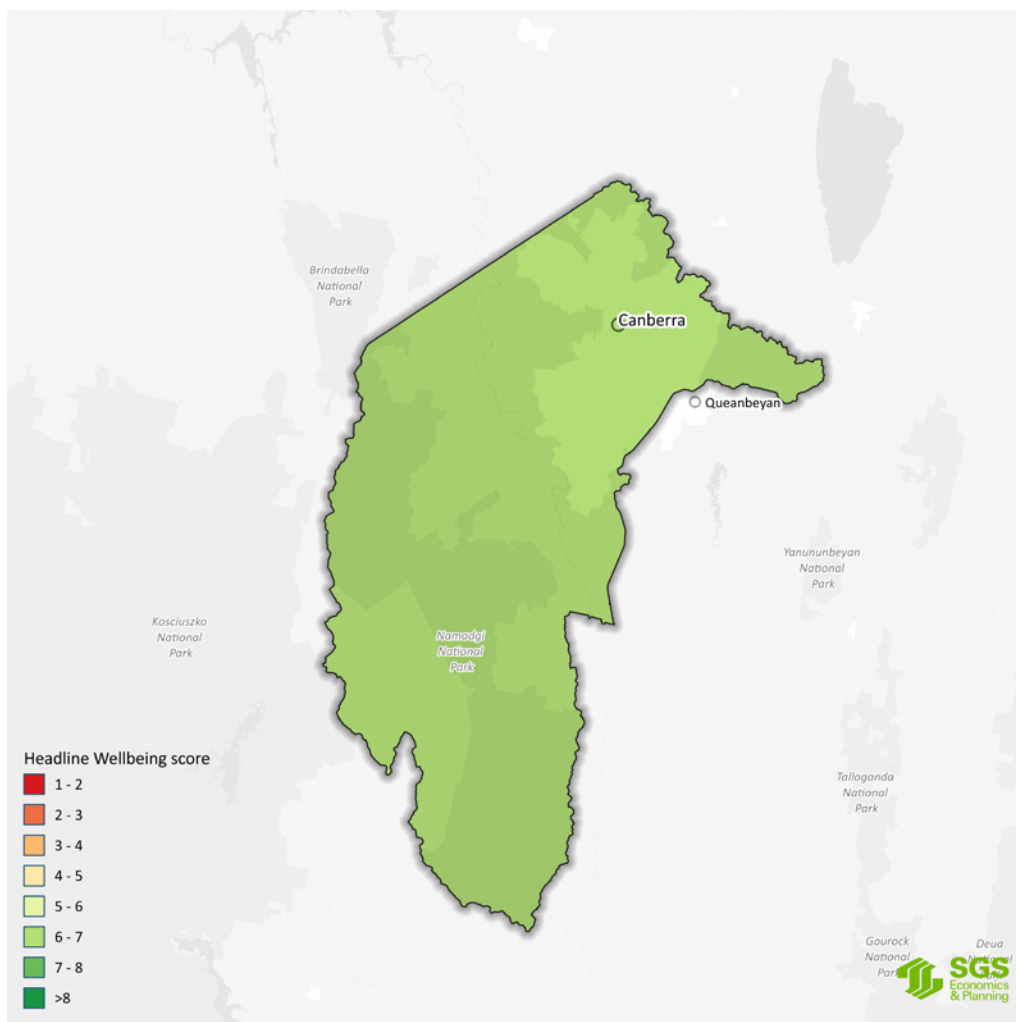 Brindabella
National
Park
Canberra
Queanbeyan
Yanununbeyan
National
Park
Kosciuszko
National
Park
Namadgi
National
Park
Headline Wellbeing score
1 - 2
2 - 3
3 - 4
4 - 5
5 - 6
6 - 7
7 - 8
>8
Tallaganda
National
Park
Gourock
National
Park
Deua
National
SGS
Economics
& Planning